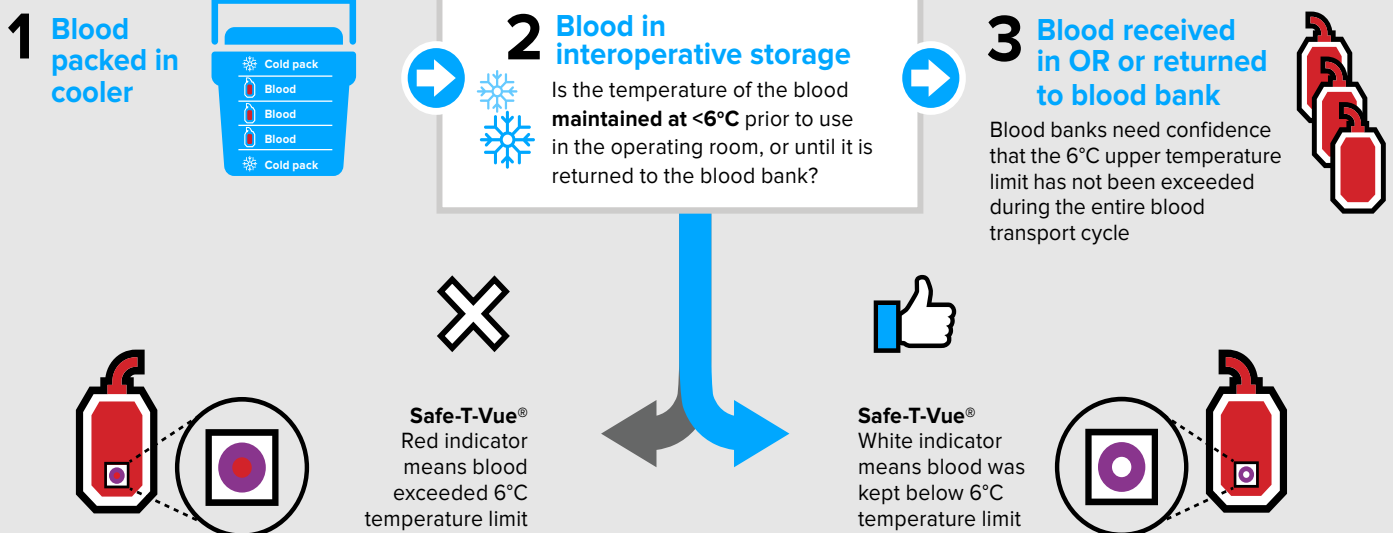 1 Blood
packed in
cooler
Cold pack
Blood
Blood
Blood
Cold pack
2 Blood in
interoperative storage
Is the temperature of the blood
maintained at <6°C prior to use
in the operating room, or until it is
returned to the blood bank?
3 Blood received
in OR or returned
to blood bank
Blood banks need confidence
that the 6°C upper temperature
limit has not been exceeded
during the entire blood
transport cycle
Safe-T-Vue®
Red indicator
means blood
exceeded 6°C
temperature limit
Safe-T-Vue®
White indicator
means blood was
kept below 6°C
temperature limit